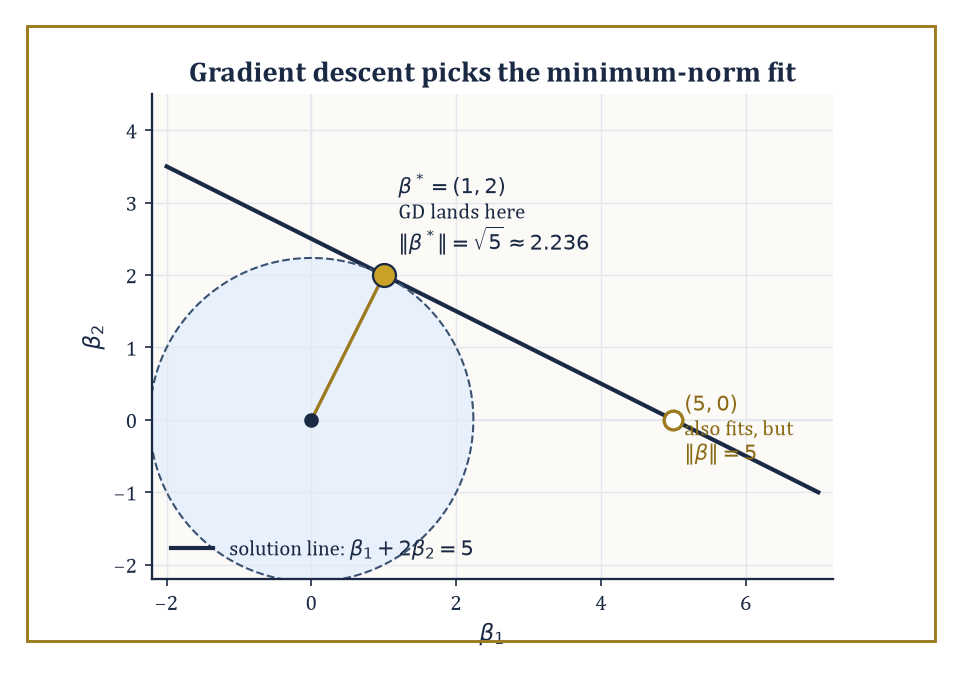 Gradient descent picks the minimum-norm fit
4
3
2
1
0
−1
−2
β₂
β* = (1, 2)
GD lands here
‖β*‖ = √5 ≈ 2.236
(5, 0)
also fits, but
‖β‖ = 5
solution line: β₁ + 2β₂ = 5
−2 0 2 4 6
β₁